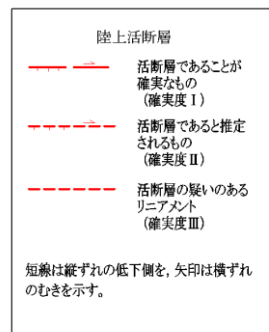 陸上活断層
活断層であることが
確実なもの
(確実度Ⅰ)
活断層であると推定
されるもの
(確実度Ⅱ)
活断層の疑いのある
リニアメント
(確実度Ⅲ)
短線は縦ずれの低下側を，矢印は横ずれ
のむきを示す。